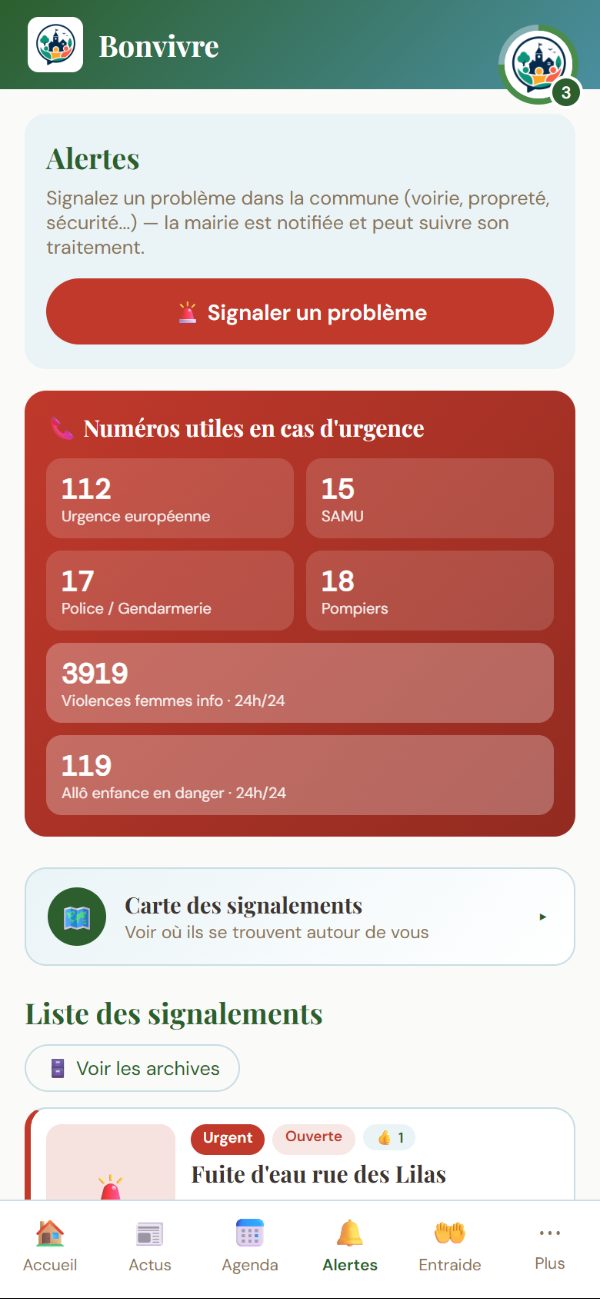 Bonvivre
3
Alertes
Signalez un problème dans la commune (voirie, propreté,
sécurité...) — la mairie est notifiée et peut suivre son
traitement.
Signaler un problème
Numéros utiles en cas d'urgence
112
Urgence européenne
15
SAMU
17
Police / Gendarmerie
18
Pompiers
3919
Violences femmes info · 24h/24
119
Allô enfance en danger · 24h/24
Carte des signalements
Voir où ils se trouvent autour de vous
Liste des signalements
Voir les archives
Urgent
Ouverte
👍 1
Fuite d'eau rue des Lilas
Accueil
Actus
Agenda
Alertes
Entraide
Plus